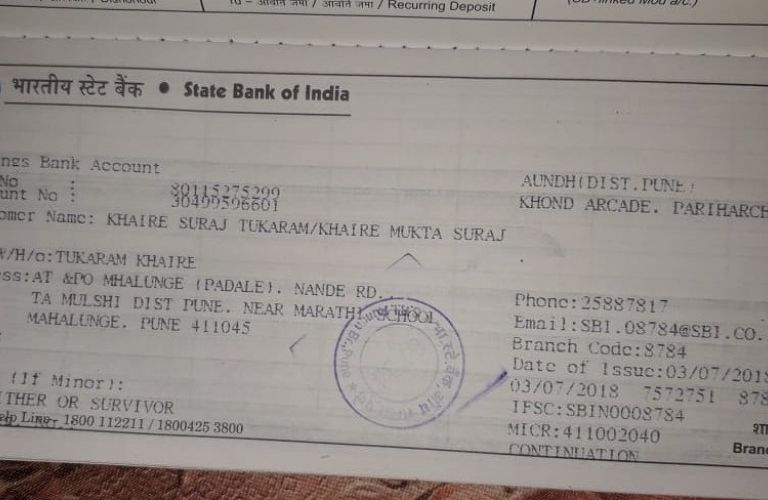 10 - आवर्ति जमा / आवर्ति जमा / Recurring Deposit
भारतीय स्टेट बैंक ● State Bank of India
ngs Bank Account
No :
unt No : 30499596601
omer Name: KHAIRE SURAJ TUKARAM/KHAIRE MUKTA SURAJ
/H/o:TUKARAM KHAIRE
ss:AT &PO MHALUNGE (PADALE). NANDE RD.
TA MULSHI DIST PUNE. NEAR MARATHI SCHOOL
MAHALUNGE. PUNE 411045
(If Minor):
THER OR SURVIVOR
elp Line- 1800 112211 / 1800425 3800
AUNDH(DIST.PUNE)
KHOND ARCADE. PARIHARCH
Phone:25887817
Email:SBI.08784@SBI.CO.
Branch Code:8784
Date of Issue:03/07/2018
03/07/2018 7572751 878
IFSC:SBIN0008784
MICR:411002040
CONTINUATION
शा
Bran